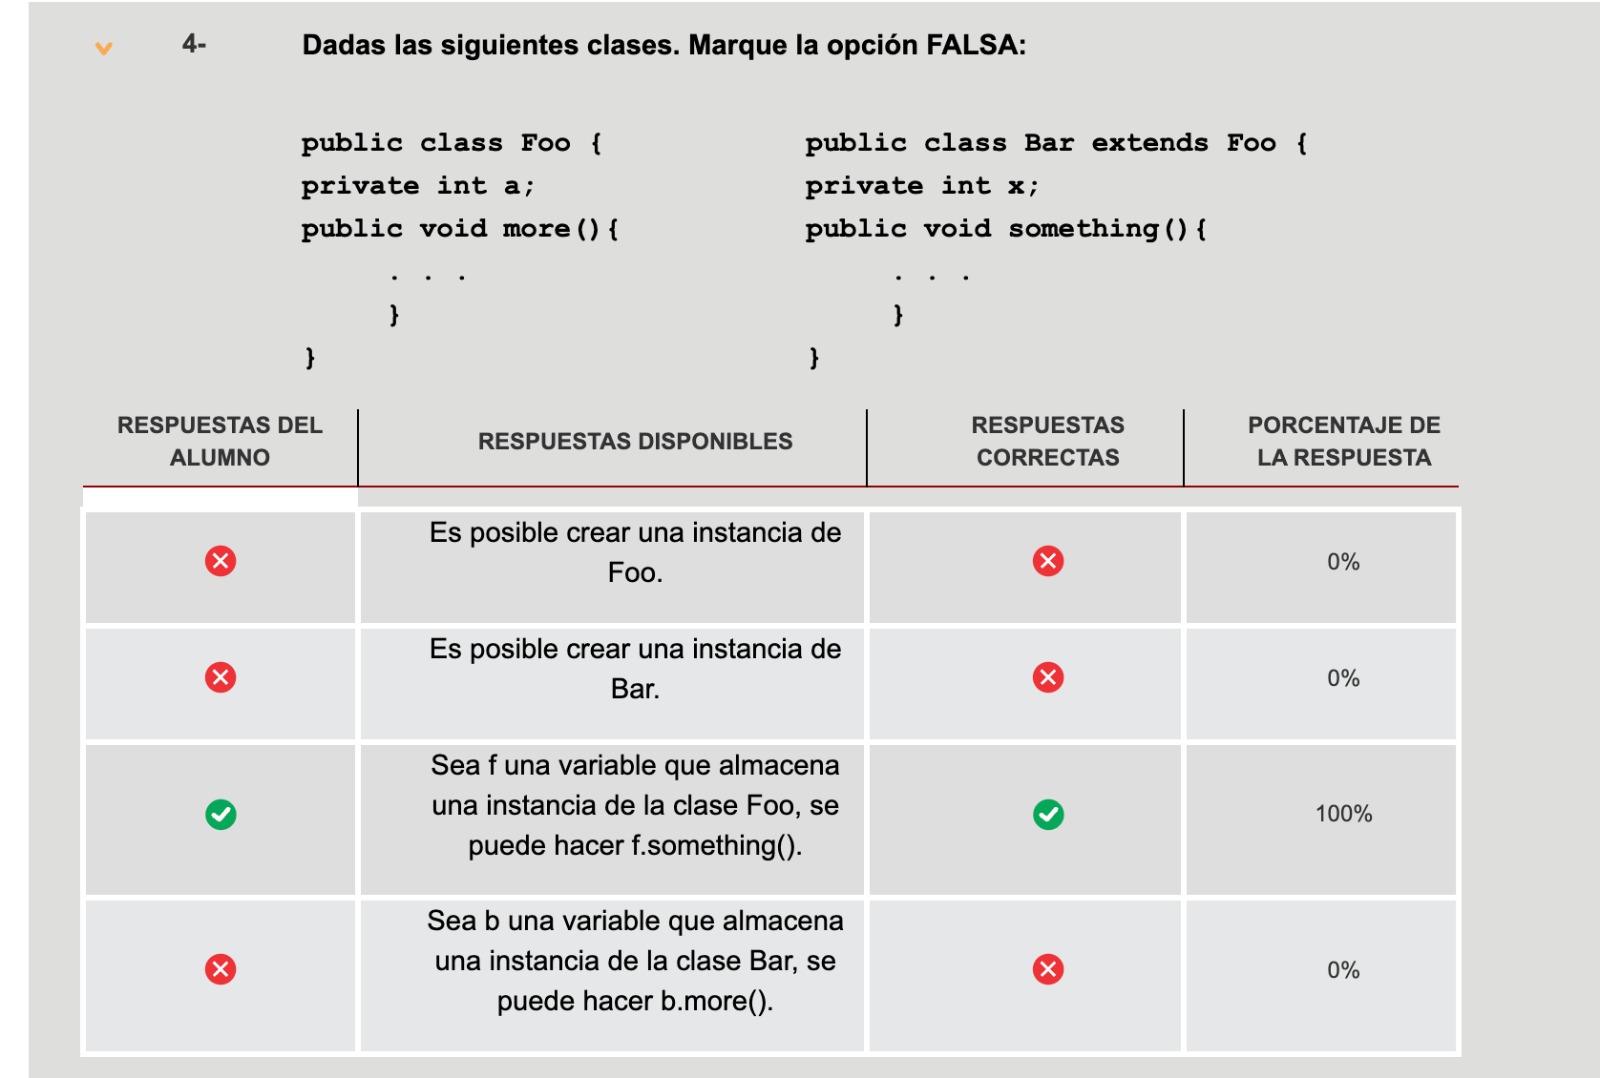 4-
Dadas las siguientes clases. Marque la opción FALSA:
public class Foo {
private int a;
public void more(){
. . .
}
}
public class Bar extends Foo {
private int x;
public void something(){
. . .
}
}
RESPUESTAS DEL
ALUMNO
RESPUESTAS DISPONIBLES
RESPUESTAS
CORRECTAS
PORCENTAJE DE
LA RESPUESTA
Es posible crear una instancia de
Foo.
0%
Es posible crear una instancia de
Bar.
0%
Sea f una variable que almacena
una instancia de la clase Foo, se
puede hacer f.something().
100%
Sea b una variable que almacena
una instancia de la clase Bar, se
puede hacer b.more().
0%